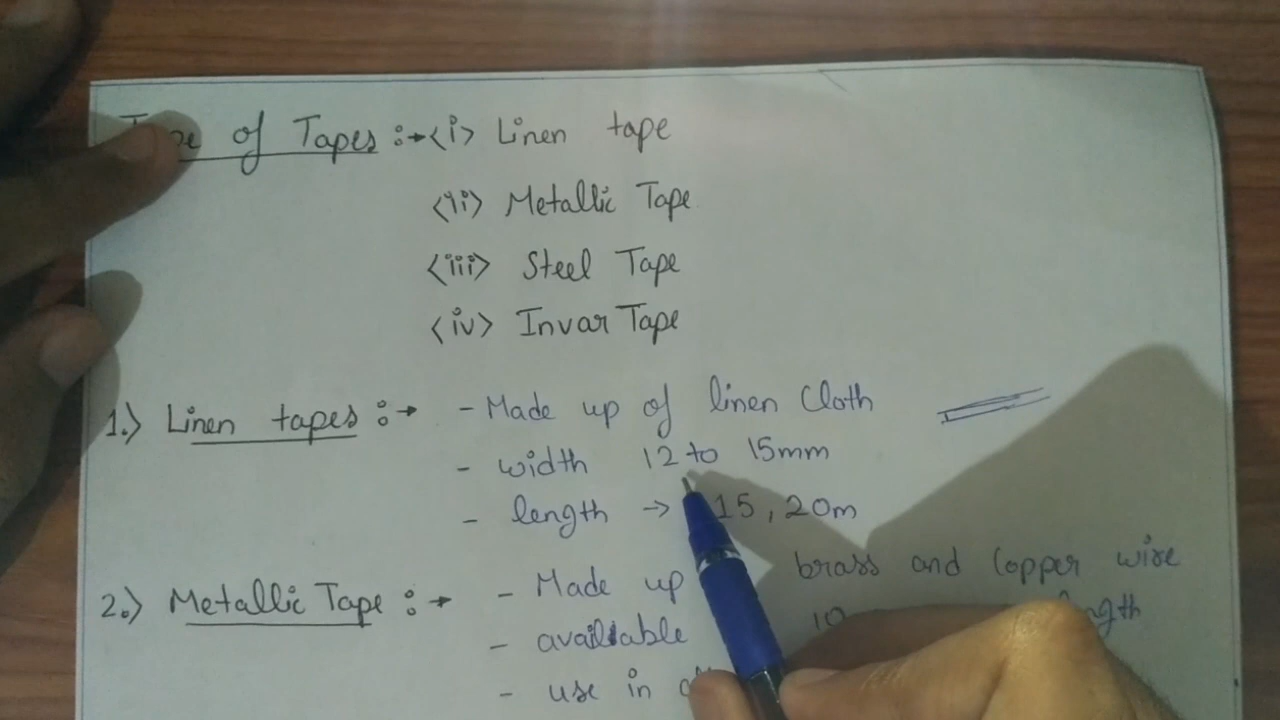 of Tapes :→ <i> Linen tape
<ii> Metallic Tape
<iii> Steel Tape
<iv> Invar Tape
1.) Linen tapes :→ - Made up of linen Cloth
- width 12 to 15mm
- length → 15, 20m
2.) Metallic Tape :→ - Made up brass and Copper wire
- available 10
- use in